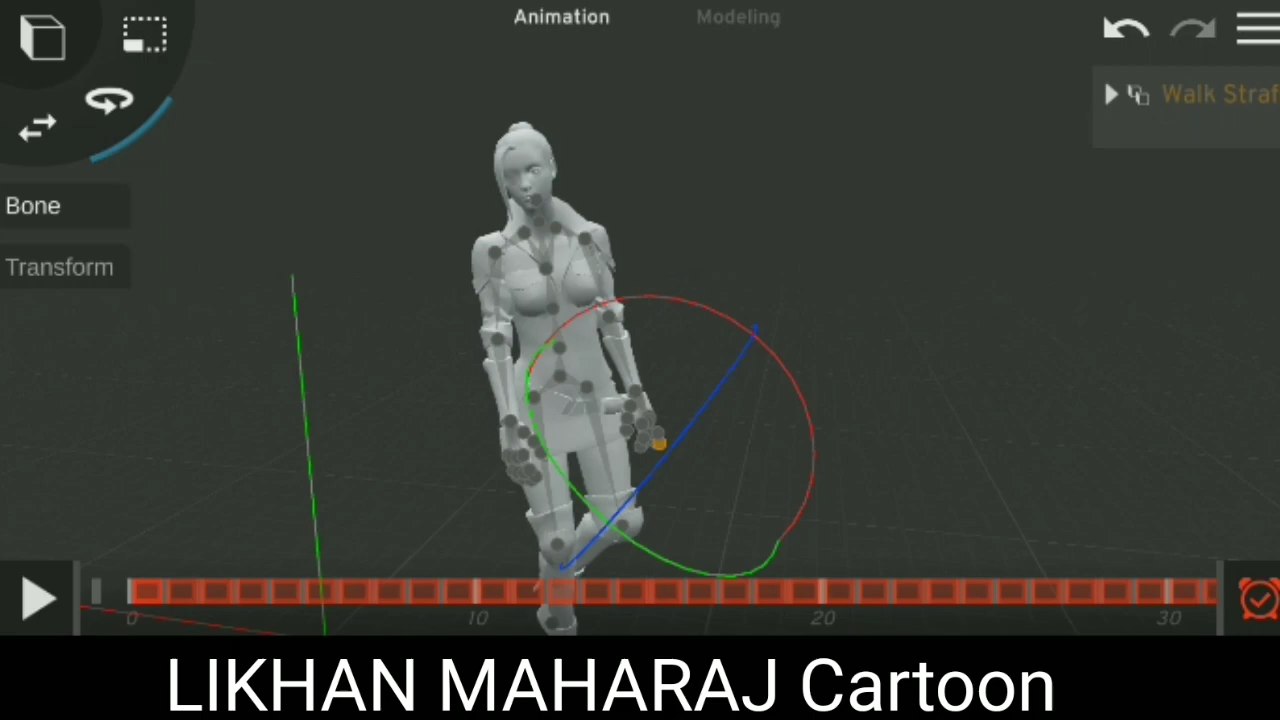 Animation
Modeling
Walk Straf
Bone
Transform
0
10
20
30
LIKHAN MAHARAJ Cartoon